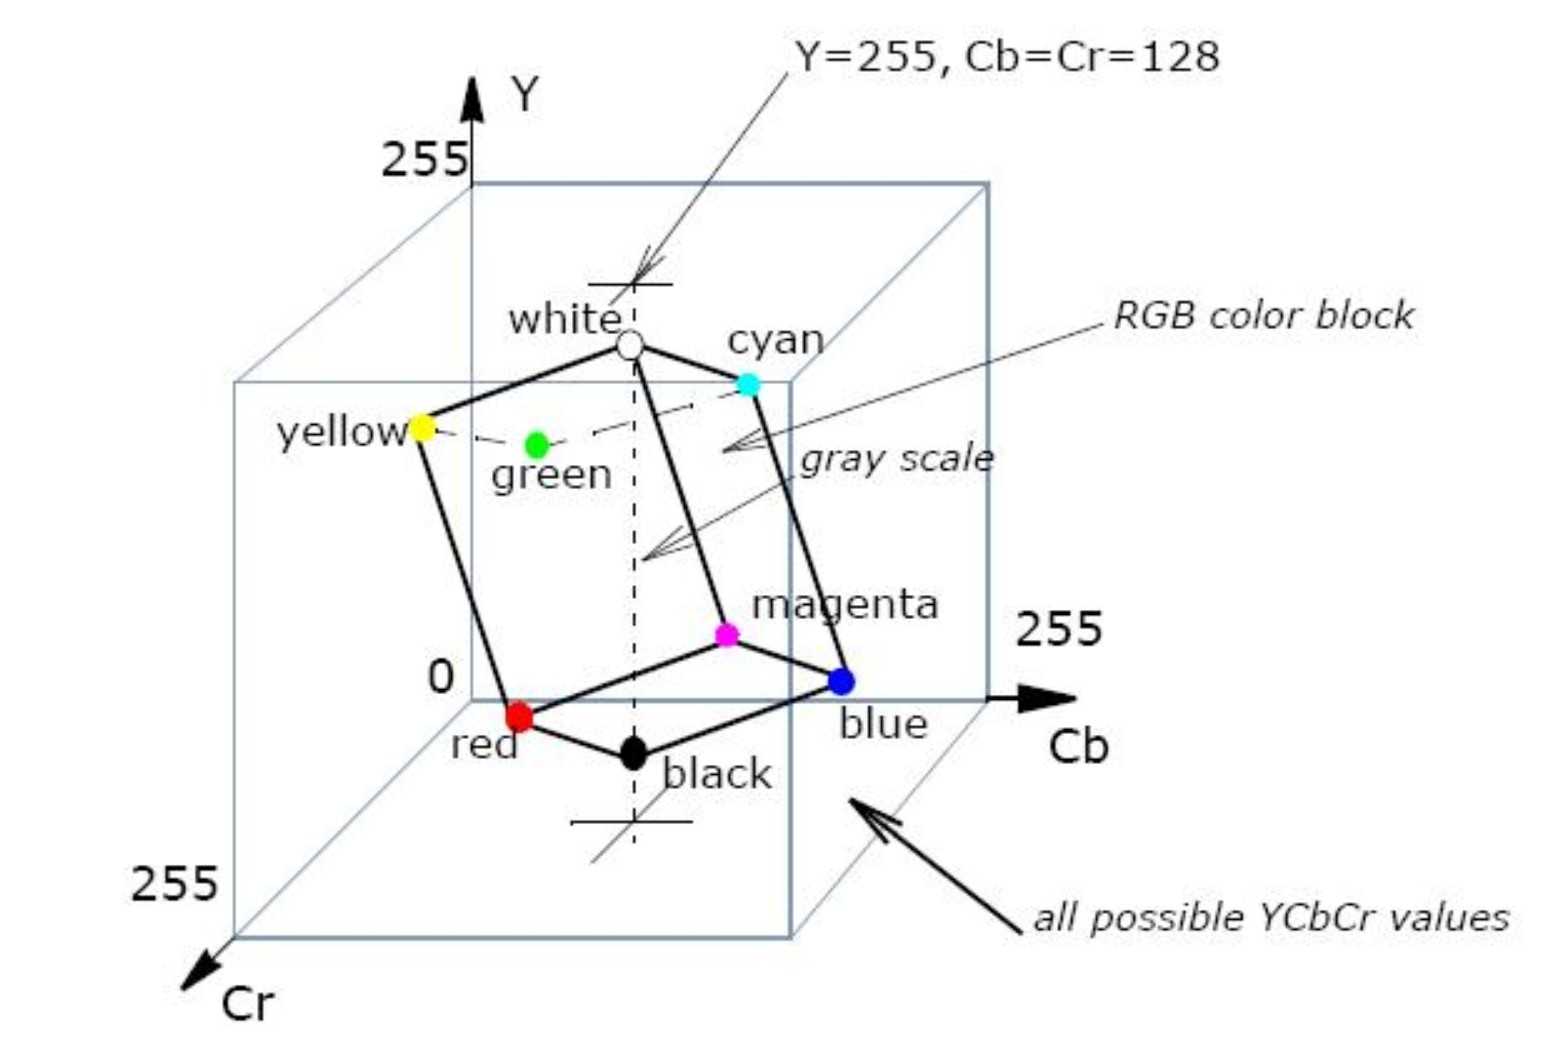 Y=255, Cb=Cr=128
Y
255
white
cyan
RGB color block
yellow
green
gray scale
magenta
255
0
red
blue
Cb
black
255
all possible YCbCr values
Cr